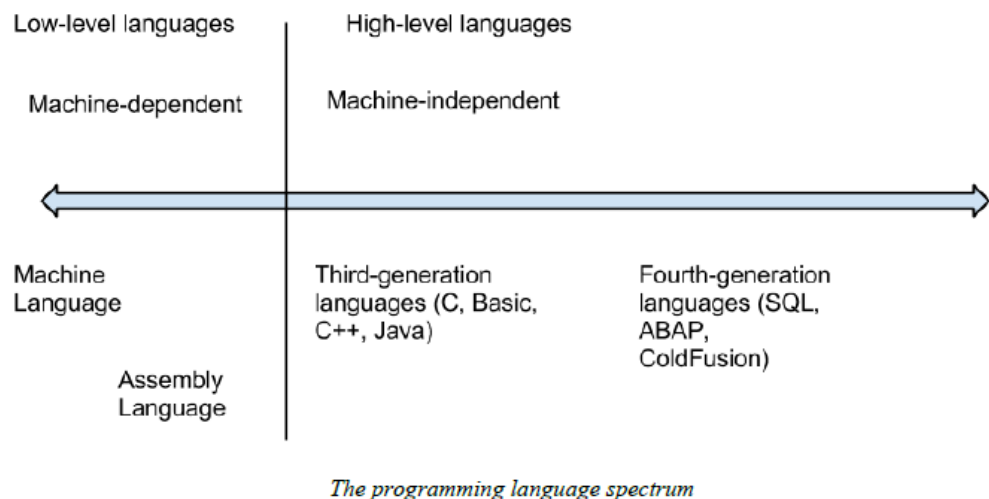 Low-level languages
High-level languages
Machine-dependent
Machine-independent
Machine
Language
Third-generation
languages (C, Basic,
C++, Java)
Fourth-generation
languages (SQL,
ABAP,
ColdFusion)
Assembly
Language
The programming language spectrum